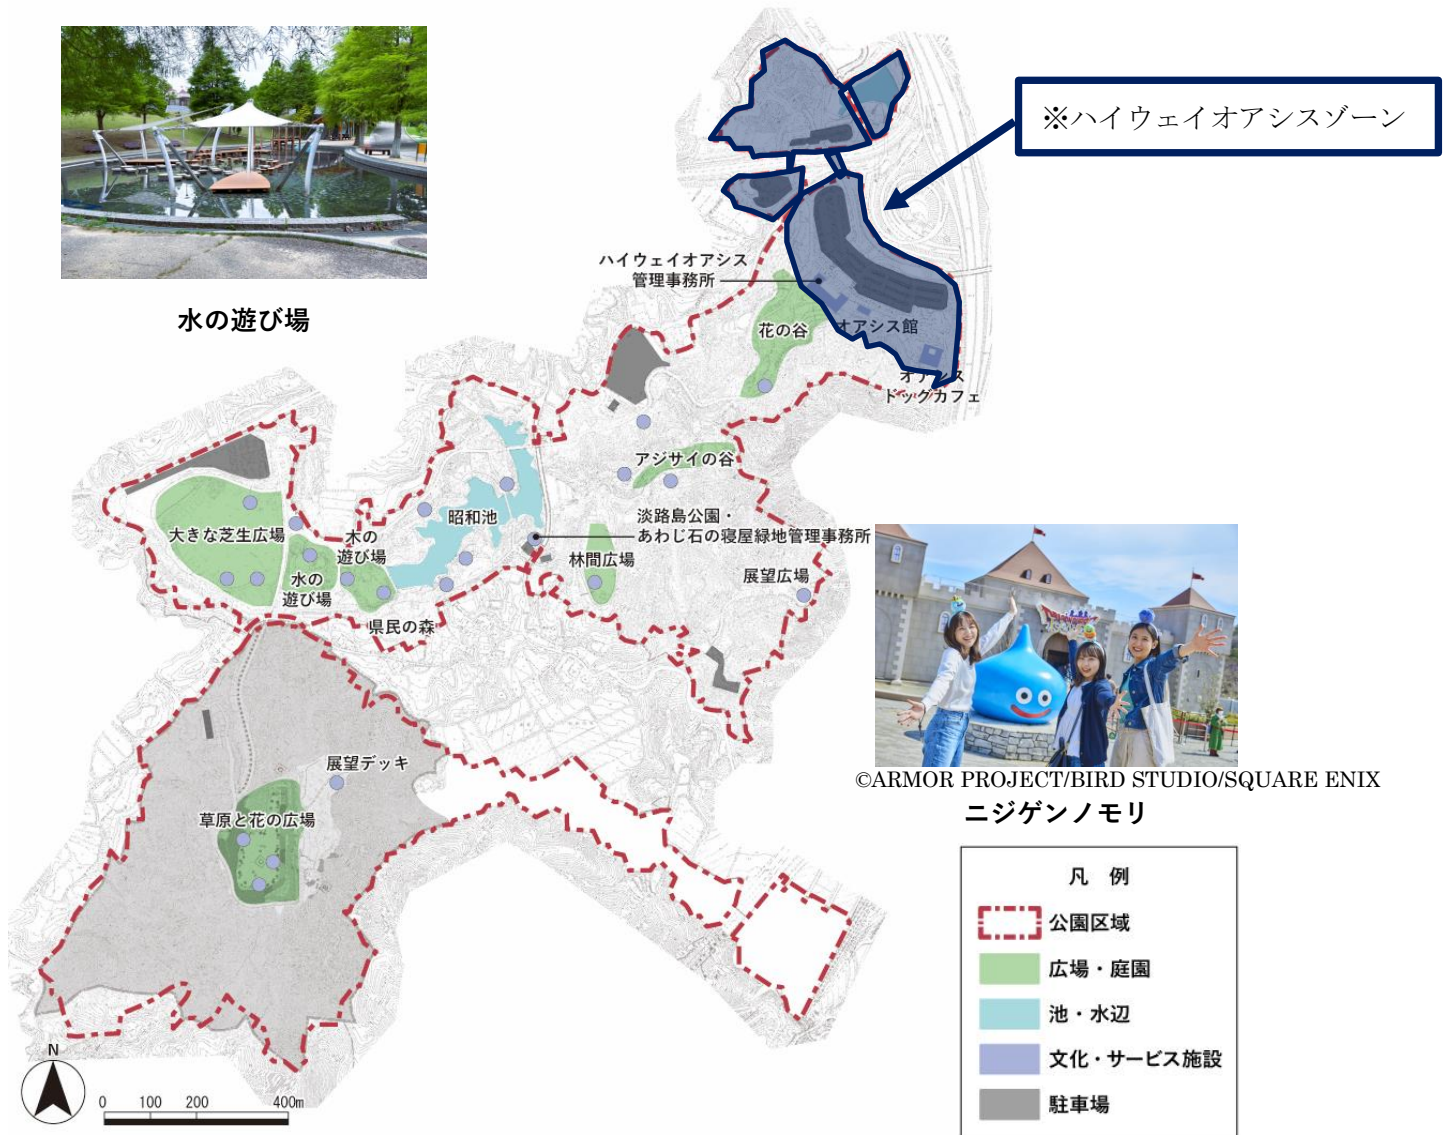 ※ハイウェイオアシスゾーン
水の遊び場
ハイウェイオアシス
管理事務所
花の谷
オアシス館
オアシス
ドッグカフェ
アジサイの谷
昭和池
淡路島公園・
あわじ石の寝屋緑地管理事務所
大きな芝生広場
木の
遊び場
水の
遊び場
林間広場
展望広場
県民の森
展望デッキ
草原と花の広場
©ARMOR PROJECT/BIRD STUDIO/SQUARE ENIX
ニジゲンノモリ
凡 例
公園区域
広場・庭園
池・水辺
文化・サービス施設
駐車場
N
0 100 200 400m